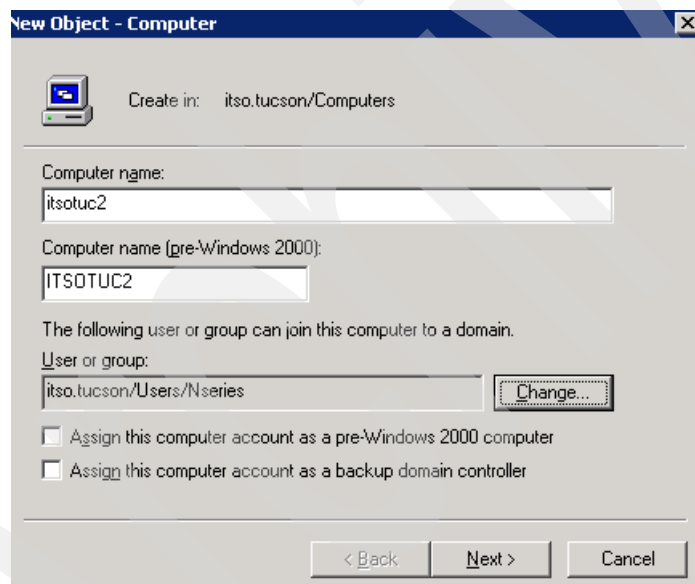 New Object - Computer
Create in: itso.tucson/Computers
Computer name:
itsotuc2
Computer name (pre-Windows 2000):
ITSOTUC2
The following user or group can join this computer to a domain.
User or group:
itso.tucson/Users/Nseries
Change...
Assign this computer account as a pre-Windows 2000 computer
Assign this computer account as a backup domain controller
< Back Next > Cancel